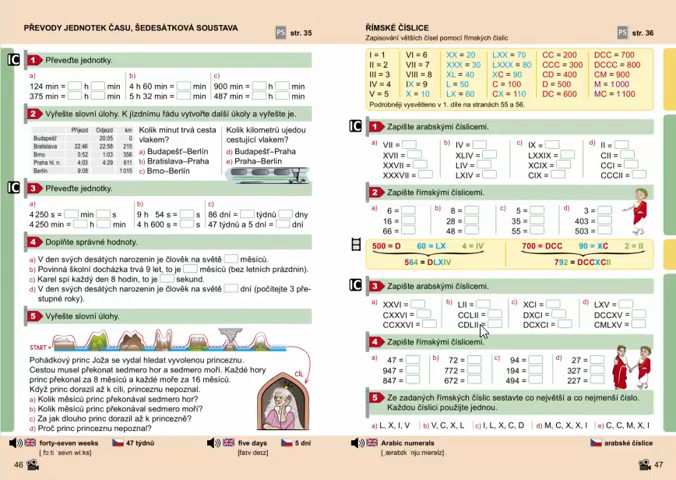 PŘEVODY JEDNOTEK ČASU, ŠEDESÁTKOVÁ SOUSTAVA
PS str. 35
1 Převeďte jednotky.
a) b) c)
124 min = h min 4 h 60 min = min 900 min = h min
375 min = h min 5 h 32 min = min 487 min = h min
2 Vyřešte slovní úlohy. K jízdnímu řádu vytvořte další úkoly a vyřešte je.
Příjezd Odjezd km
Budapešť 20:05 0
Bratislava 22:46 22:58 215
Brno 0:52 1:03 356
Praha hl. n. 4:03 4:29 611
Berlín 9:08 1 015
Kolik minut trvá cesta vlakem?
a) Budapešť–Berlín
b) Bratislava–Praha
c) Brno–Berlín
Kolik kilometrů ujedou cestující vlakem?
d) Budapešť–Praha
e) Praha–Berlín
3 Převeďte jednotky.
a) b) c)
4 250 s = min s 9 h 54 s = s 86 dní = týdnů dny
4 250 min = h min 4 h 600 s = s 47 týdnů a 5 dní = dní
4 Doplňte správné hodnoty.
a) V den svých desátých narozenin je člověk na světě měsíců.
b) Povinná školní docházka trvá 9 let, to je měsíců (bez letních prázdnin).
c) Karel spí každý den 8 hodin, to je sekund.
d) V den svých desátých narozenin je člověk na světě dní (počítejte 3 pře-
stupné roky).
5 Vyřešte slovní úlohy.
START
Pohádkový princ Joža se vydal hledat vyvolenou princeznu.
Cestou musel překonat sedmero hor a sedmero moří. Každé hory
princ překonal za 8 měsíců a každé moře za 16 měsíců.
Když princ dorazil až k cíli, princeznu nepoznal.
CÍL
a) Kolik měsíců princ překonával sedmero hor?
b) Kolik měsíců princ překonával sedmero moří?
c) Za jak dlouho princ dorazil až k princezně?
d) Proč princ princeznu nepoznal?
forty-seven weeks 47 týdnů five days 5 dní
46
ŘÍMSKÉ ČÍSLICE
Zapisování větších čísel pomocí římských číslic
PS str. 36
I = 1 VI = 6 XX = 20 LXX = 70 CC = 200 DCC = 700
II = 2 VII = 7 XXX = 30 LXXX = 80 CCC = 300 DCCC = 800
III = 3 VIII = 8 XL = 40 XC = 90 CD = 400 CM = 900
IV = 4 IX = 9 L = 50 C = 100 D = 500 M = 1 000
V = 5 X = 10 LX = 60 CX = 110 DC = 600 MC = 1 100
Podrobněji vysvětleno v 1. díle na stranách 55 a 56.
1 Zapište arabskými číslicemi.
a) VII = b) IV = c) IX = d) II =
XVII = XLIV = LXXIX = CII =
XXVII = LIV = XCIX = CCI =
XXXVII = LXIV = CIX = CCCII =
2 Zapište římskými číslicemi.
a) 6 = b) 8 = c) 5 = d) 3 =
16 = 28 = 35 = 403 =
66 = 48 = 55 = 503 =
500 = D 60 = LX 4 = IV 700 = DCC 90 = XC 2 = II
564 = DLXIV 792 = DCCXCII
3 Zapište arabskými číslicemi.
a) XXVI = b) LII = c) XCI = d) LXV =
CXXVI = CCLII = DXCI = DCCXV =
CCXXVI = CDLII = DCXCI = CMLXV =
4 Zapište římskými číslicemi.
a) 47 = b) 72 = c) 94 = d) 27 =
947 = 772 = 194 = 327 =
847 = 672 = 494 = 227 =
5 Ze zadaných římských číslic sestavte co největší a co nejmenší číslo.
Každou číslici použijte jednou.
a) L, X, I, V b) V, C, X, L c) I, L, X, C, D d) M, C, X, X, I e) C, C, M, X, I
Arabic numerals arabské číslice
47